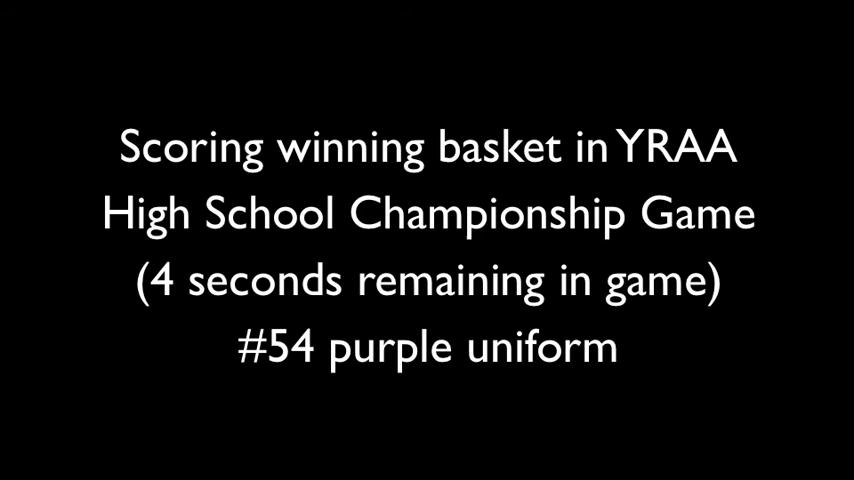 Scoring winning basket in YRAA
High School Championship Game
(4 seconds remaining in game)
#54 purple uniform